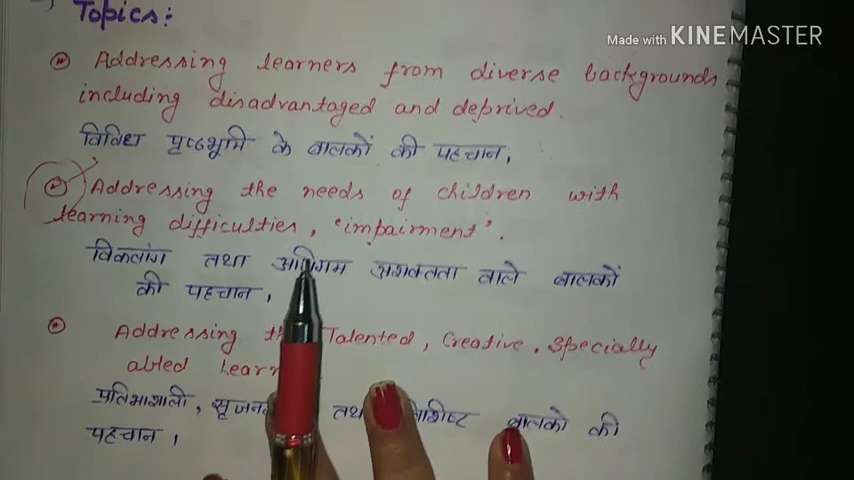 Topics:
Made with KINEMASTER
Addressing learners from diverse backgrounds
including disadvantaged and deprived.
विविध पृष्ठभूमि के बालकों की पहचान,
Addressing the needs of children with
learning difficulties, 'impairment'.
विकलांग तथा अधिगम अशक्तता वाले बालकों
की पहचान,
Addressing Talented, Creative, Specially
abled
प्रतिभाशाली, तथा बालको की
पहचान ।